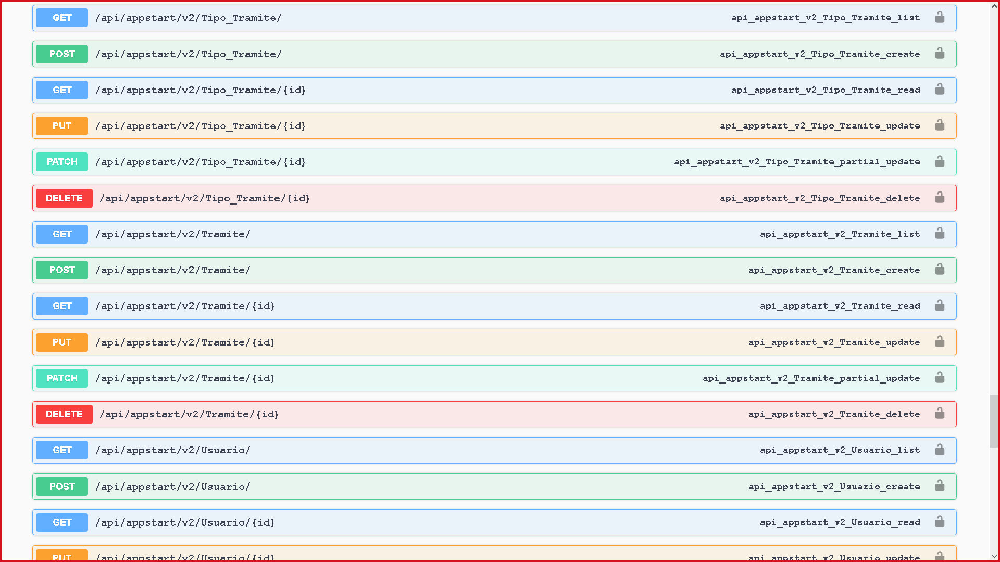 GET /api/appstart/v2/Tipo_Tramite/ api_appstart_v2_Tipo_Tramite_list
POST /api/appstart/v2/Tipo_Tramite/ api_appstart_v2_Tipo_Tramite_create
GET /api/appstart/v2/Tipo_Tramite/{id} api_appstart_v2_Tipo_Tramite_read
PUT /api/appstart/v2/Tipo_Tramite/{id} api_appstart_v2_Tipo_Tramite_update
PATCH /api/appstart/v2/Tipo_Tramite/{id} api_appstart_v2_Tipo_Tramite_partial_update
DELETE /api/appstart/v2/Tipo_Tramite/{id} api_appstart_v2_Tipo_Tramite_delete
GET /api/appstart/v2/Tramite/ api_appstart_v2_Tramite_list
POST /api/appstart/v2/Tramite/ api_appstart_v2_Tramite_create
GET /api/appstart/v2/Tramite/{id} api_appstart_v2_Tramite_read
PUT /api/appstart/v2/Tramite/{id} api_appstart_v2_Tramite_update
PATCH /api/appstart/v2/Tramite/{id} api_appstart_v2_Tramite_partial_update
DELETE /api/appstart/v2/Tramite/{id} api_appstart_v2_Tramite_delete
GET /api/appstart/v2/Usuario/ api_appstart_v2_Usuario_list
POST /api/appstart/v2/Usuario/ api_appstart_v2_Usuario_create
GET /api/appstart/v2/Usuario/{id} api_appstart_v2_Usuario_read
PUT /api/appstart/v2/Usuario/{id} api_appstart_v2_Usuario_update